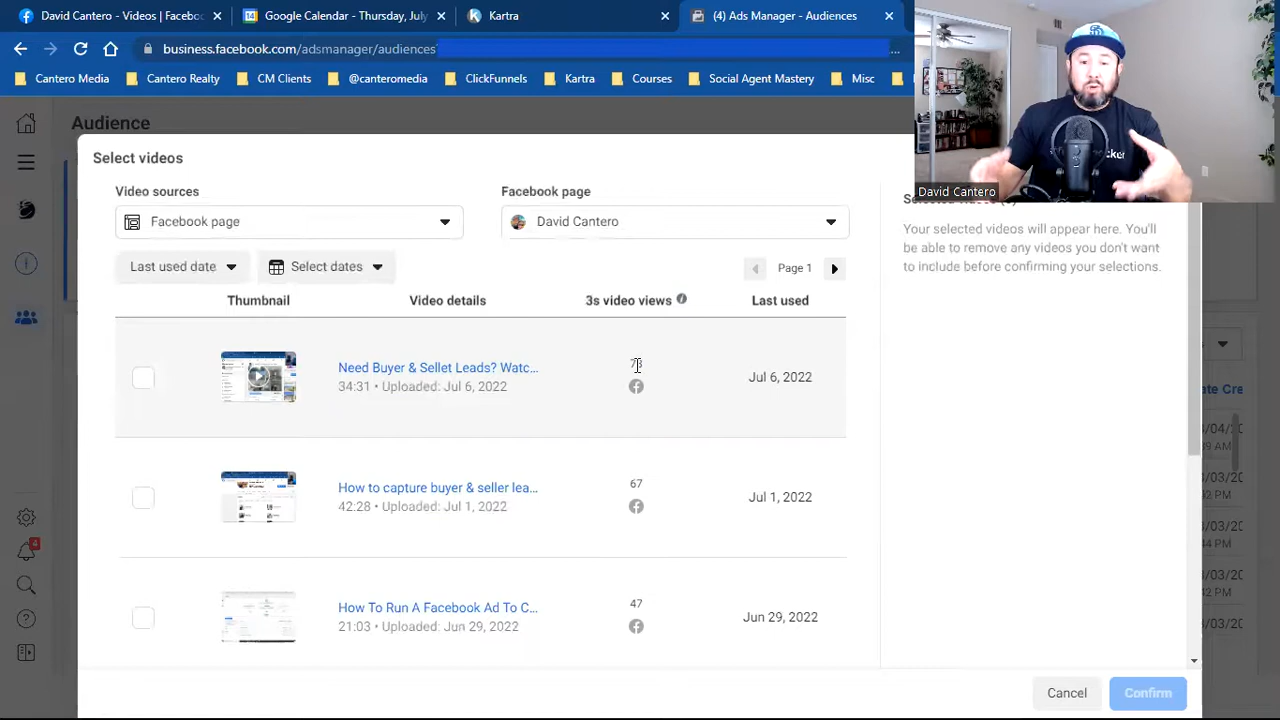 David Cantero - Videos | Faceboo
Google Calendar - Thursday, July
Kartra
(4) Ads Manager - Audiences
business.facebook.com/adsmanager/audiences
...
Cantero Media
Cantero Realty
CM Clients
@canteromedia
ClickFunnels
Kartra
Courses
Social Agent Mastery
Misc
David Cantero
Audience
Select videos
Video sources
Facebook page
Facebook page
David Cantero
Your selected videos will appear here. You'll
be able to remove any videos you don't want
to include before confirming your selections.
Last used date
Select dates
Page 1
Thumbnail
Video details
3s video views
Last used
Need Buyer & Sellet Leads? Watc...
34:31 • Uploaded: Jul 6, 2022
Jul 6, 2022
How to capture buyer & seller lea...
42:28 • Uploaded: Jul 1, 2022
67
Jul 1, 2022
How To Run A Facebook Ad To C...
21:03 • Uploaded: Jun 29, 2022
47
Jun 29, 2022
Cancel
Confirm
4